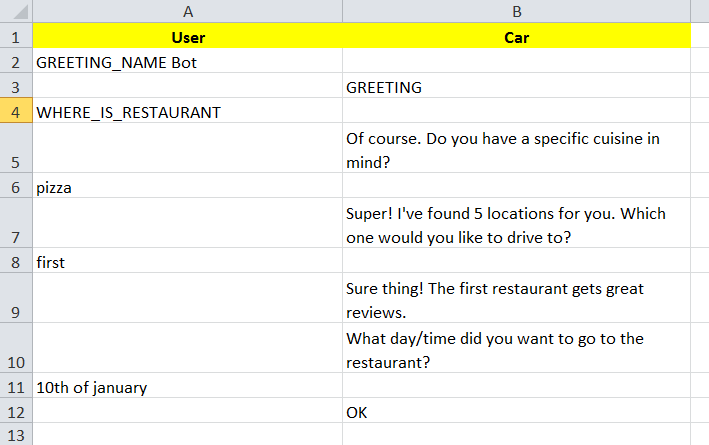 A B
1 User Car
2 GREETING_NAME Bot
3 GREETING
4 WHERE_IS_RESTAURANT
Of course. Do you have a specific cuisine in
5 mind?
6 pizza
Super! I've found 5 locations for you. Which
7 one would you like to drive to?
8 first
Sure thing! The first restaurant gets great
9 reviews.
What day/time did you want to go to the
10 restaurant?
11 10th of january
12 OK
13